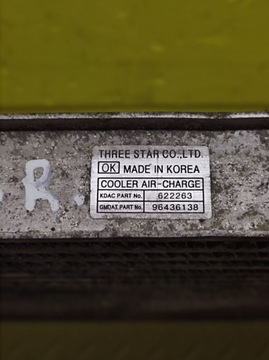 THREE STAR CO.,LTD.
OK MADE IN KOREA
COOLER AIR-CHARGE
KDAC PART No. 622263
GMDAT PART No. 96436138
.R.